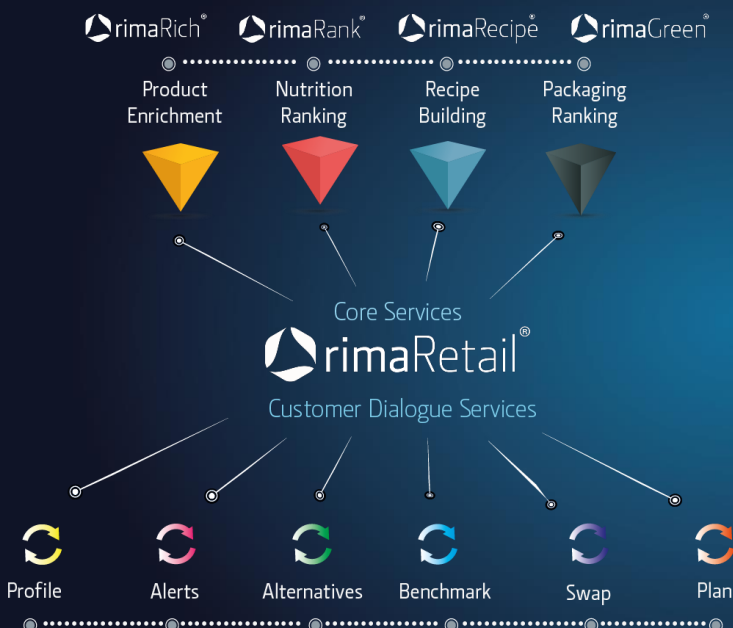 rimaRich®
rimaRank®
rimaRecipe®
rimaGreen®
Product
Enrichment
Nutrition
Ranking
Recipe
Building
Packaging
Ranking
Core Services
rimaRetail®
Customer Dialogue Services
Profile
Alerts
Alternatives
Benchmark
Swap
Plan